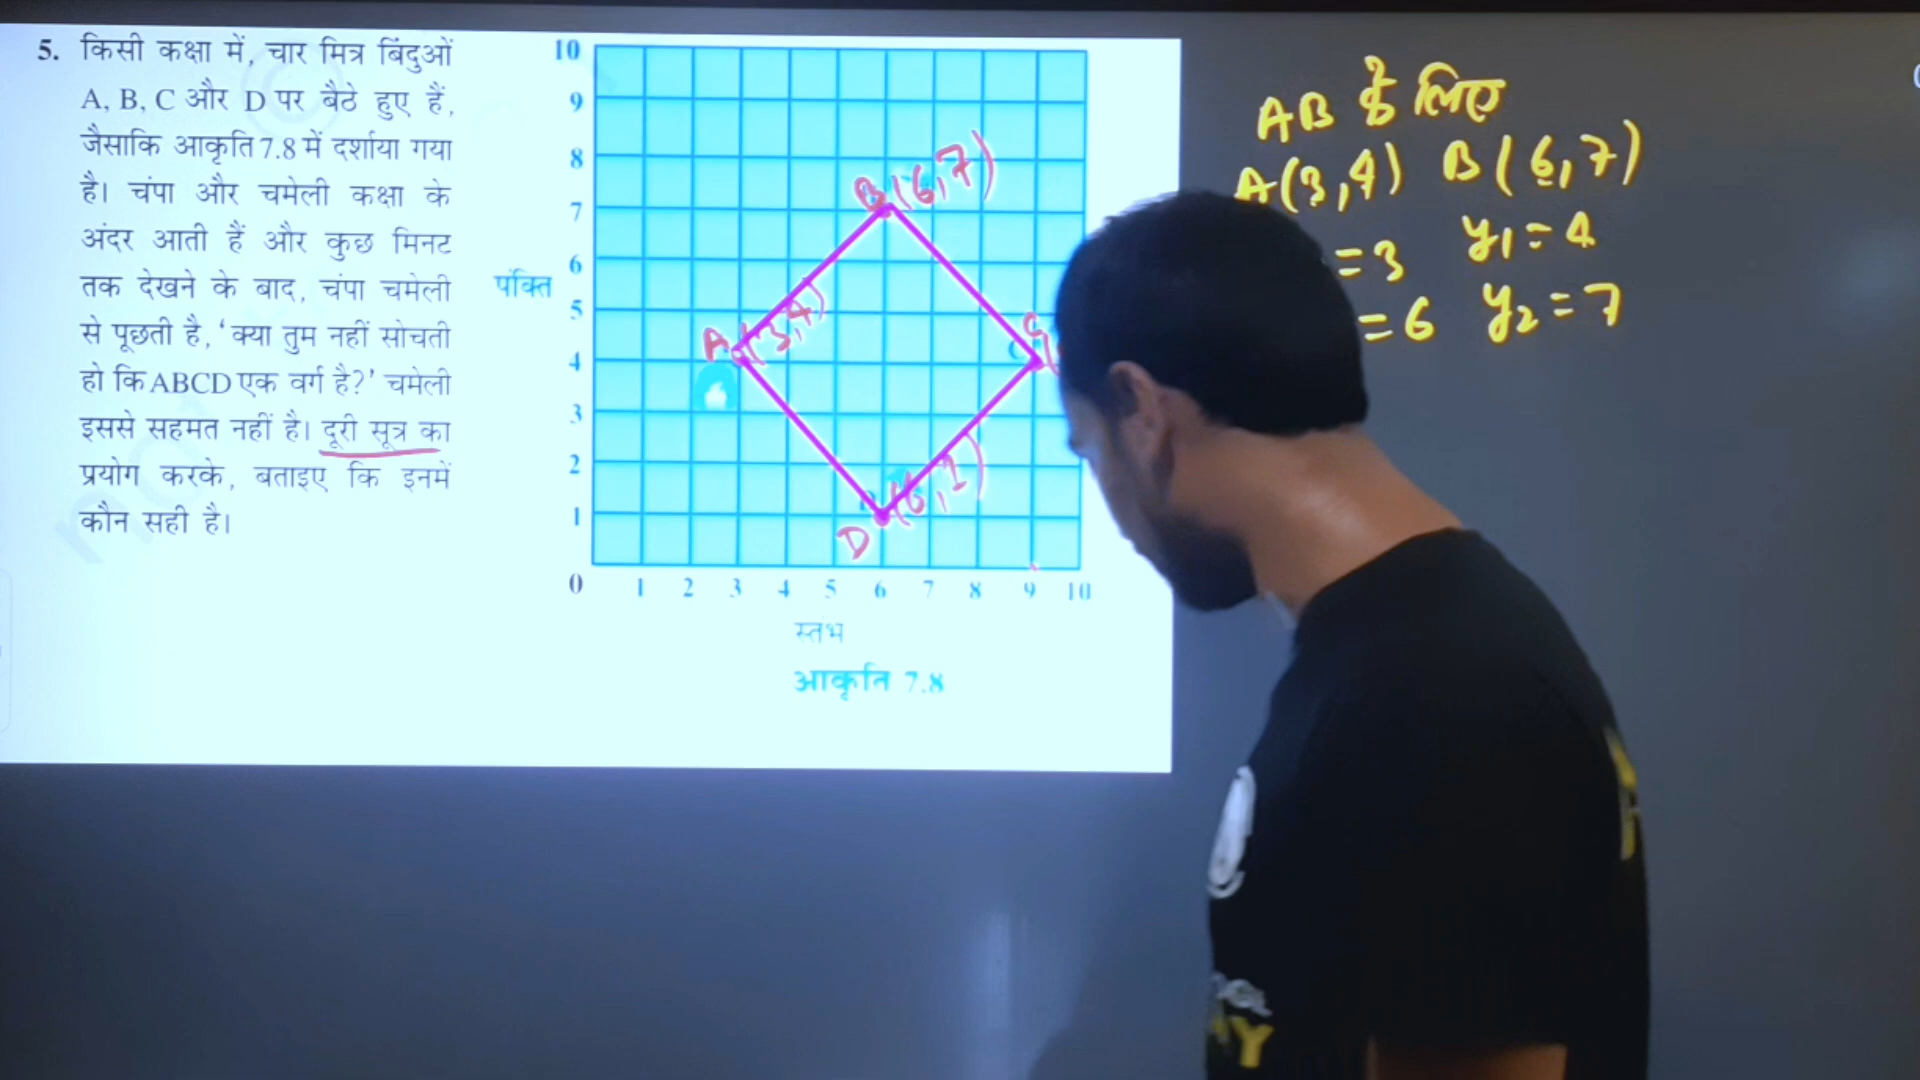 5. किसी कक्षा में, चार मित्र बिंदुओं
A, B, C और D पर बैठे हुए हैं,
जैसाकि आकृति 7.8 में दर्शाया गया
है। चंपा और चमेली कक्षा के
अंदर आती हैं और कुछ मिनट
तक देखने के बाद, चंपा चमेली
से पूछती है, ‘क्या तुम नहीं सोचती
हो कि ABCD एक वर्ग है?’ चमेली
इससे सहमत नहीं है। दूरी सूत्र का
प्रयोग करके, बताइए कि इनमें
कौन सही है।
10
9
8
7
6
5
4
3
2
1
0
पंक्ति
B(6,7)
A(3,4)
C
D(6,1)
1 2 3 4 5 6 7 8 9 10
स्तंभ
आकृति 7.8
AB के लिए
A(3,4) B(6,7)
=3 y1=4
=6 y2=7